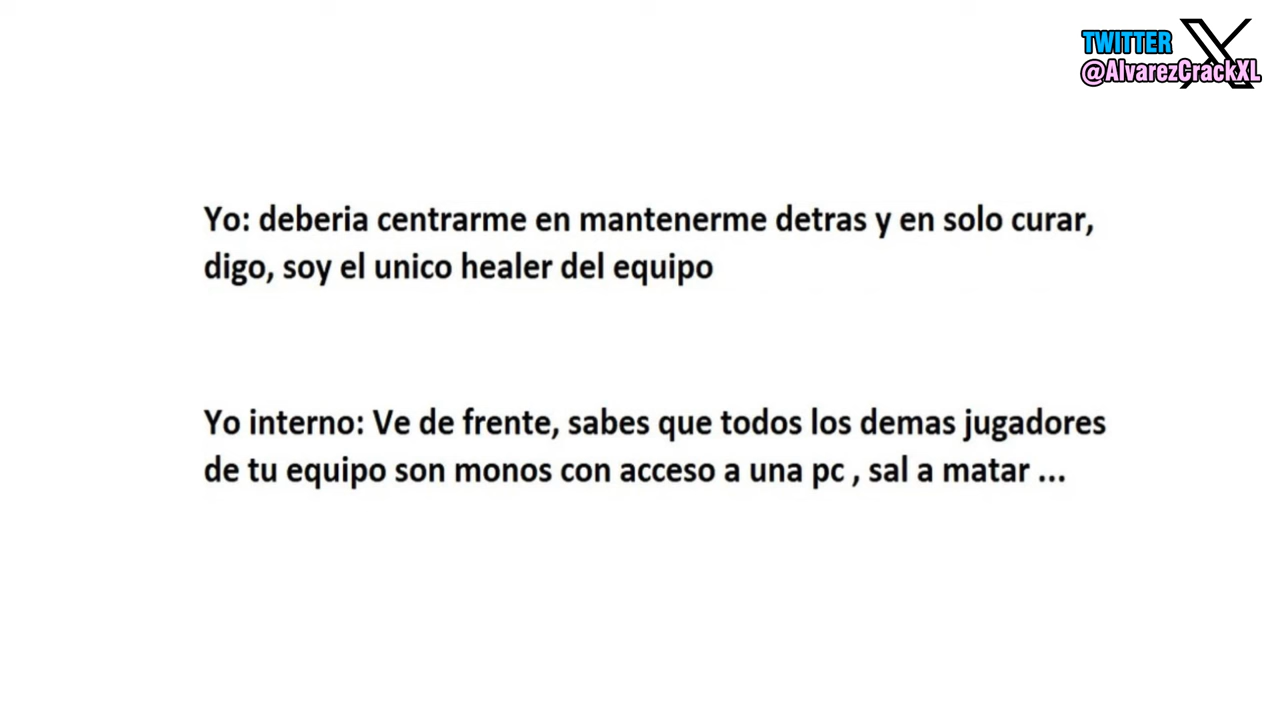 TWITTER
@AlvarezCrackXL
Yo: deberia centrarme en mantenerme detras y en solo curar,
digo, soy el unico healer del equipo
Yo interno: Ve de frente, sabes que todos los demas jugadores
de tu equipo son monos con acceso a una pc , sal a matar ...